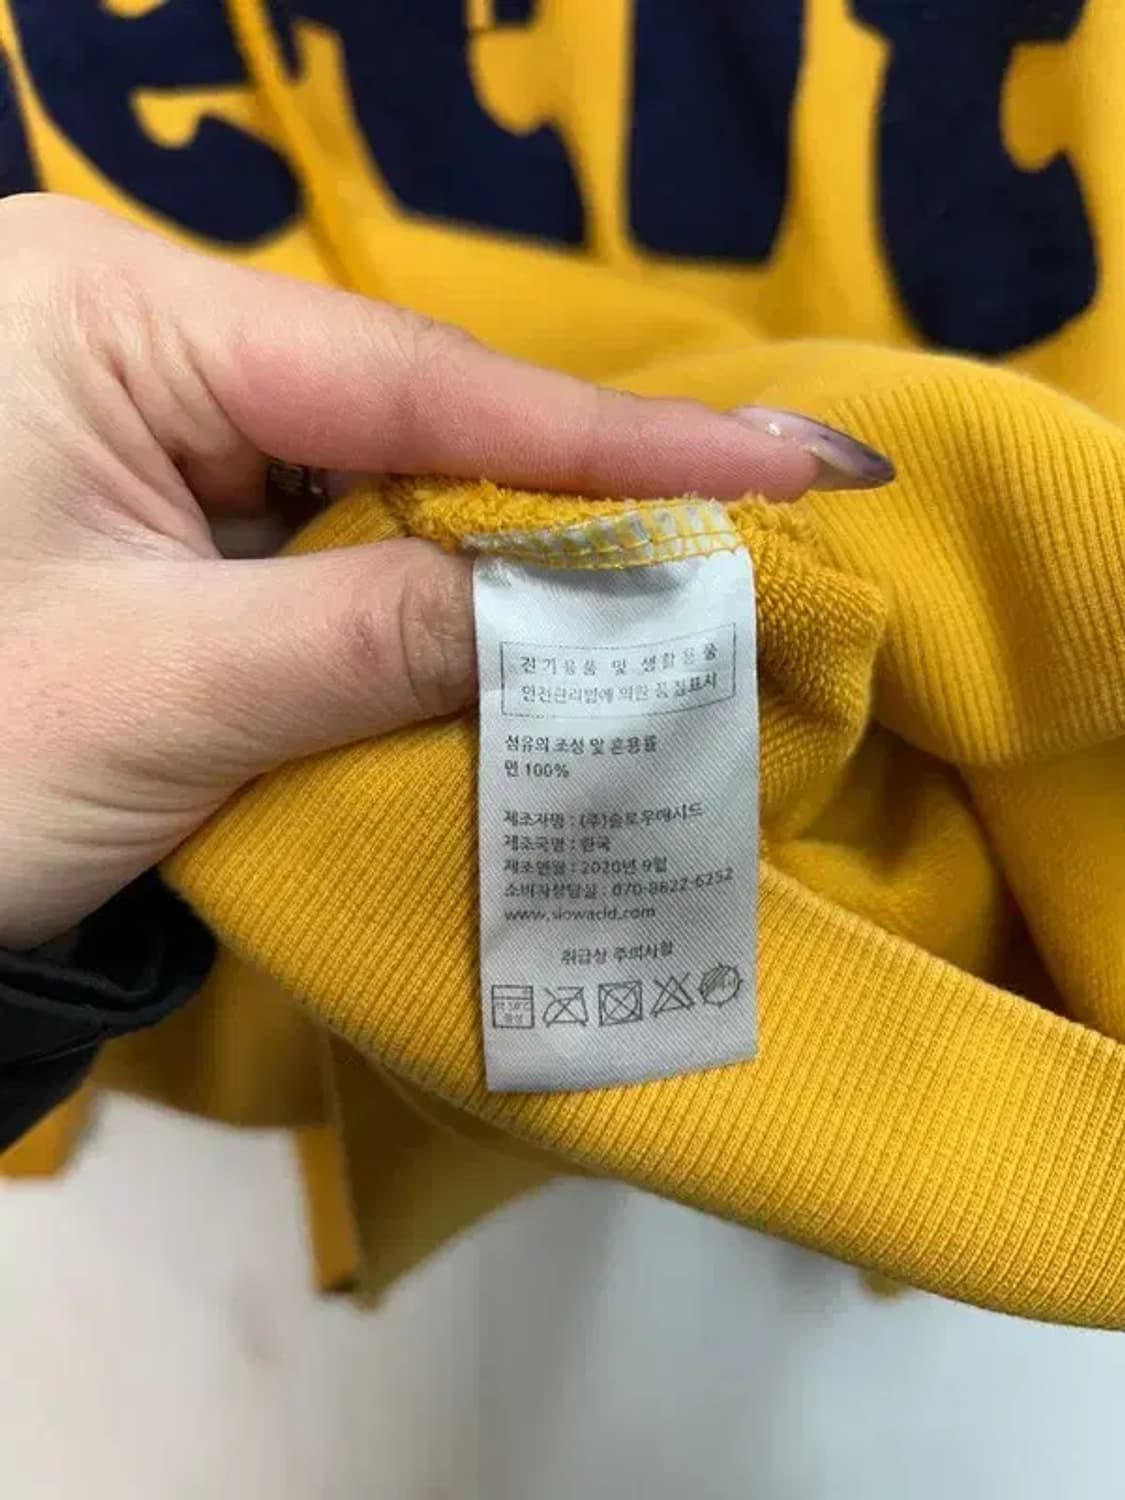 전기용품 및 생활용품
안전관리법에 의한 품질표시
섬유의 조성 및 혼용률
면 100%
제조자명 : (주)슬로우애시드
제조국명 : 한국
제조연월 : 2020년 9월
소비자상담실 : 070-8822-6252
www.slowacid.com
취급상 주의사항
중성